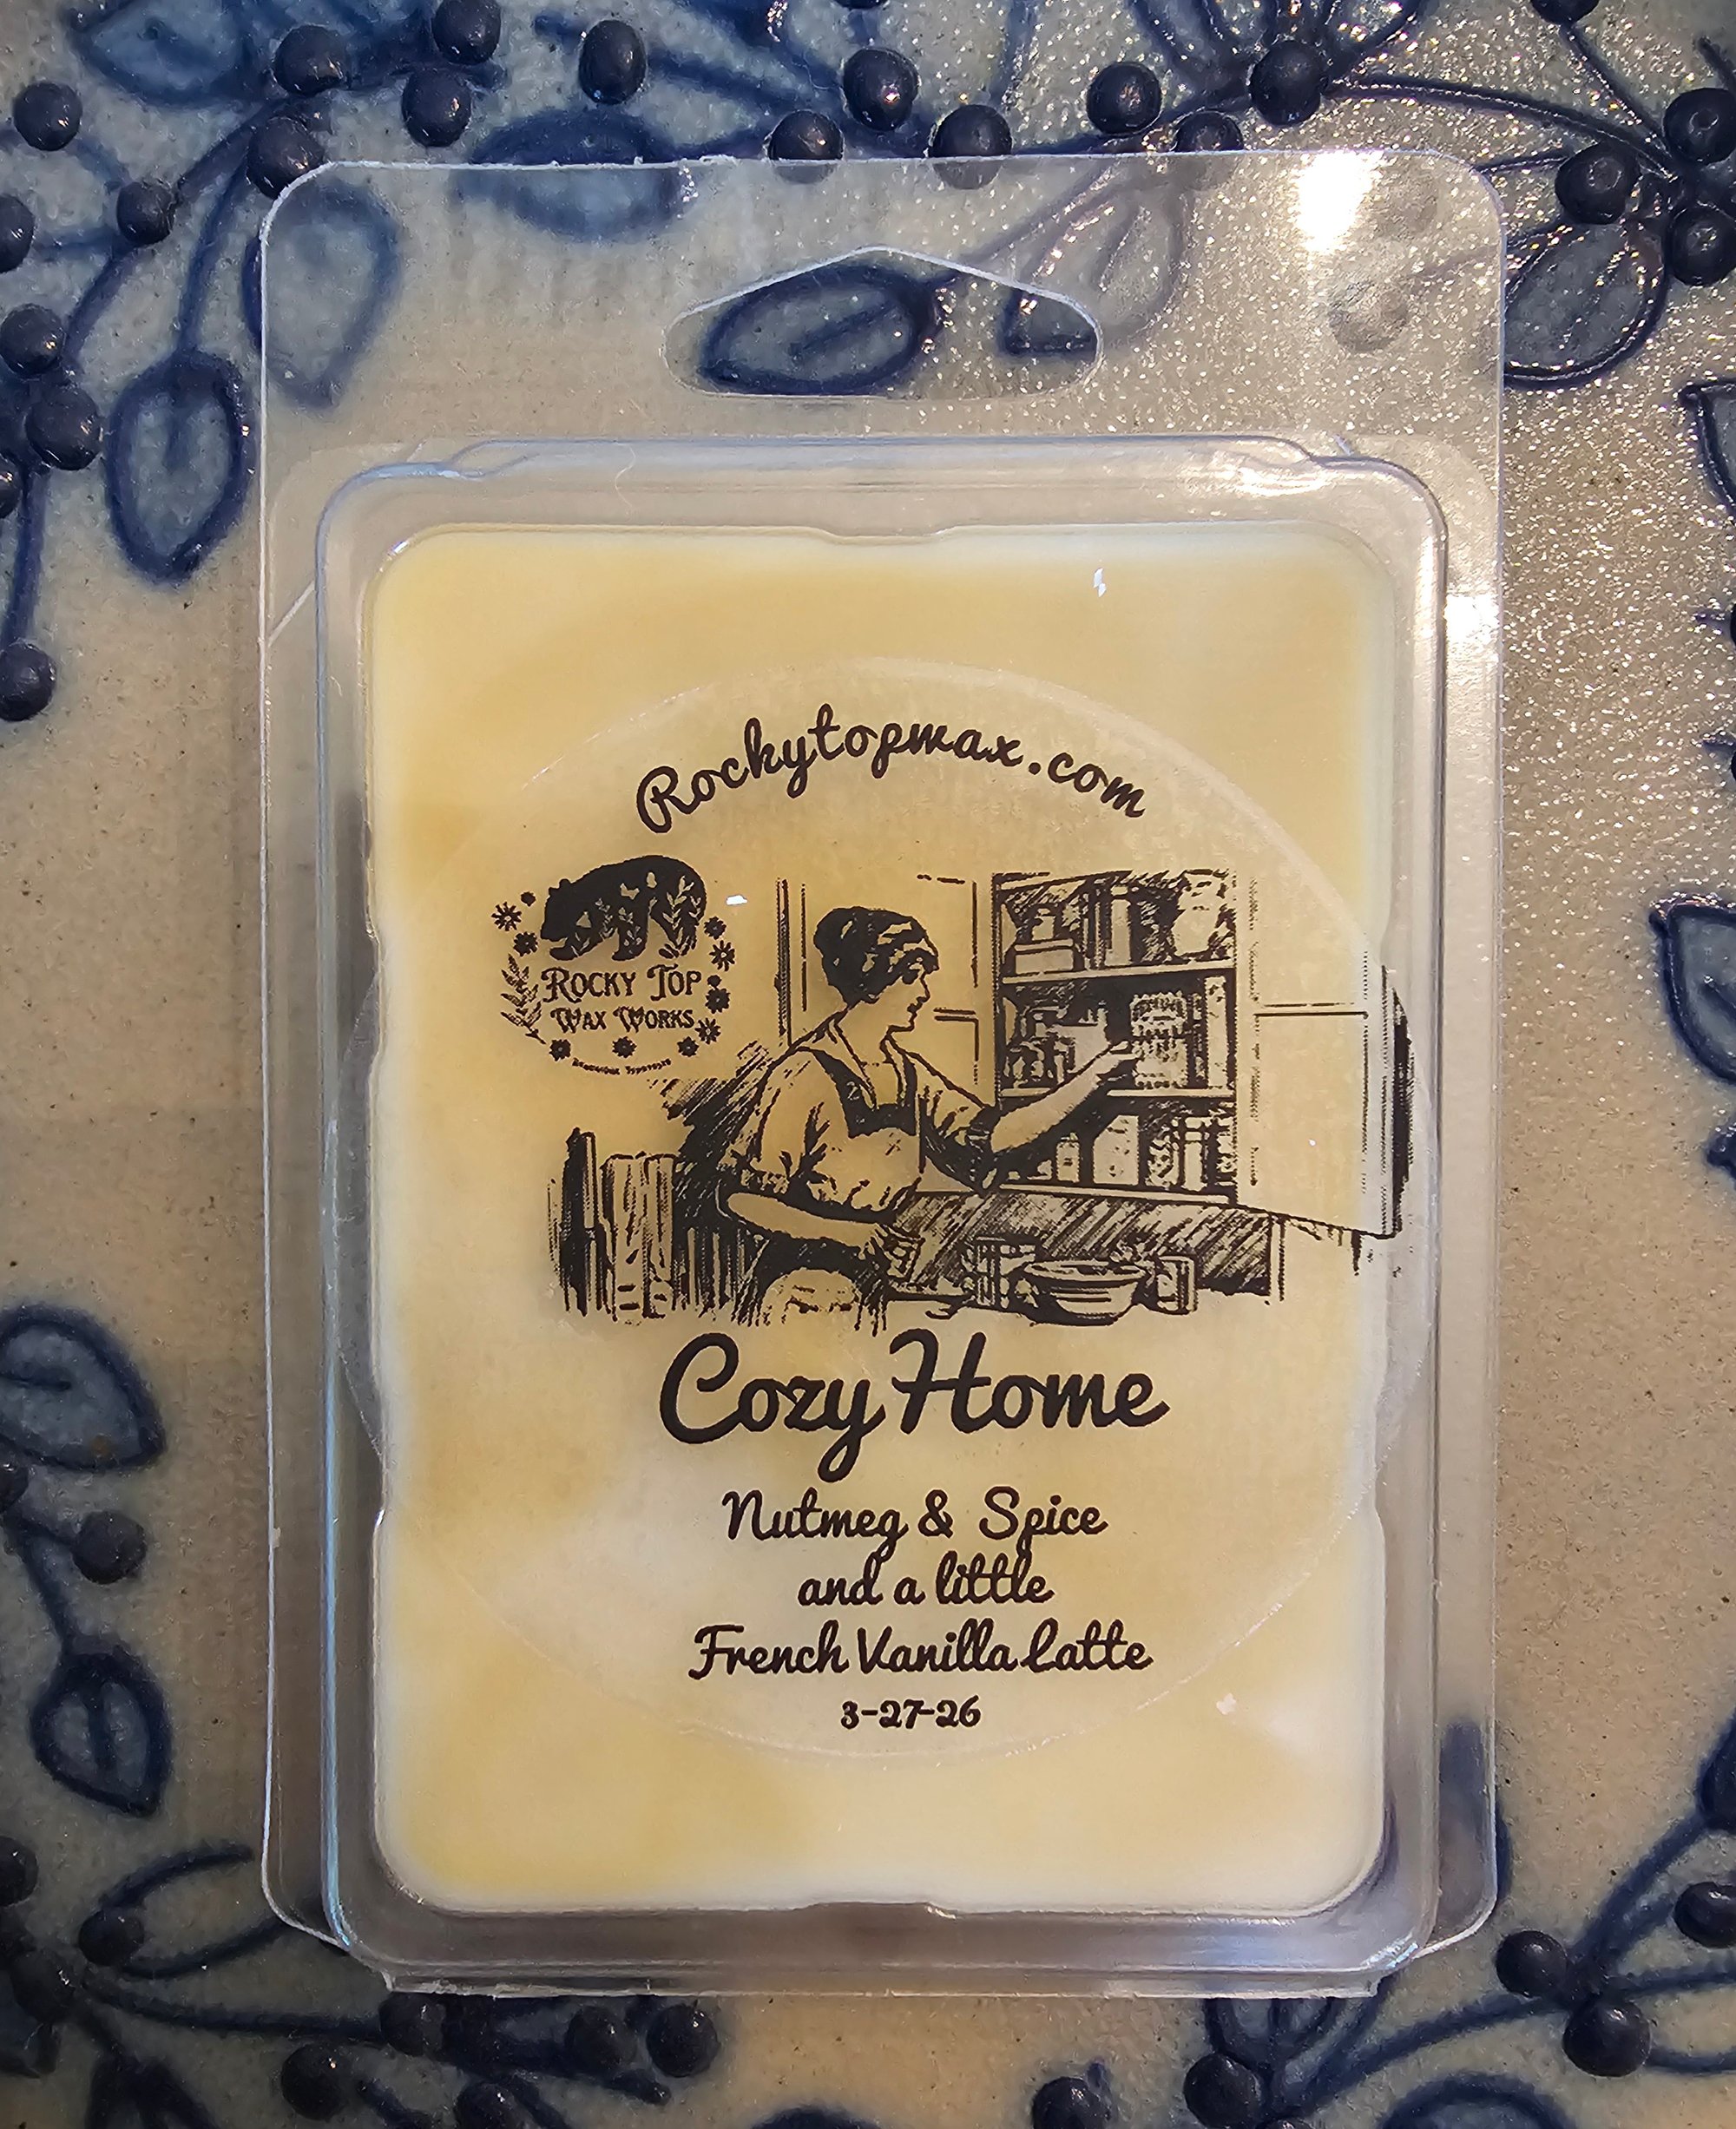 Rockytopwax.com
Rocky Top
Wax Works
Cozy Home
Nutmeg & Spice
and a little
French Vanilla Latte
3-27-26